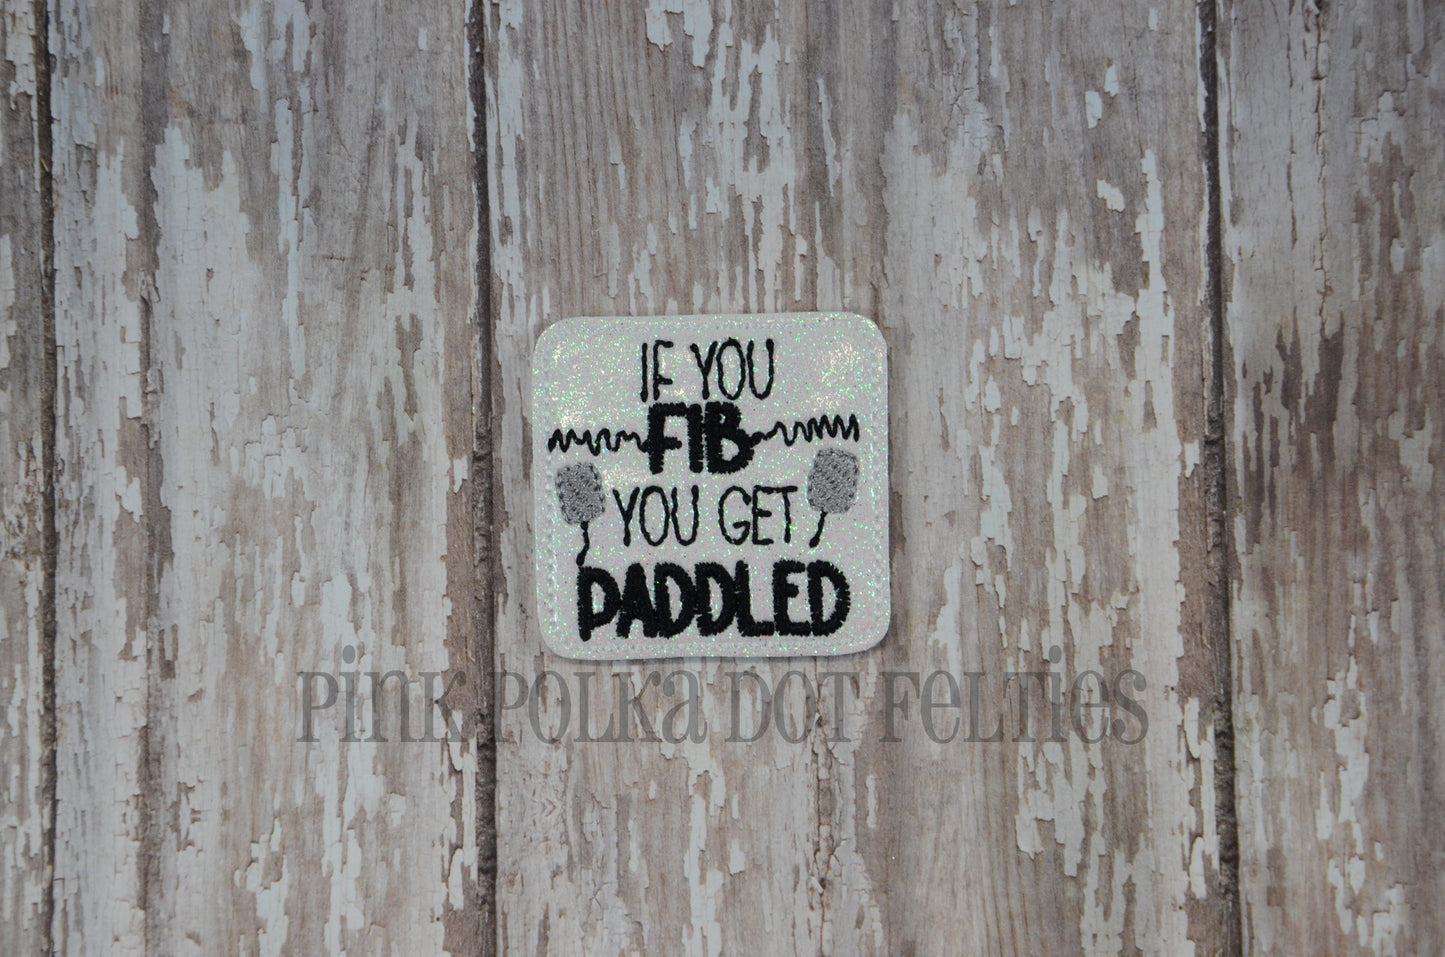 IF YOU
FIB
YOU GET
PADDLED
Pink Polka Dot Felties